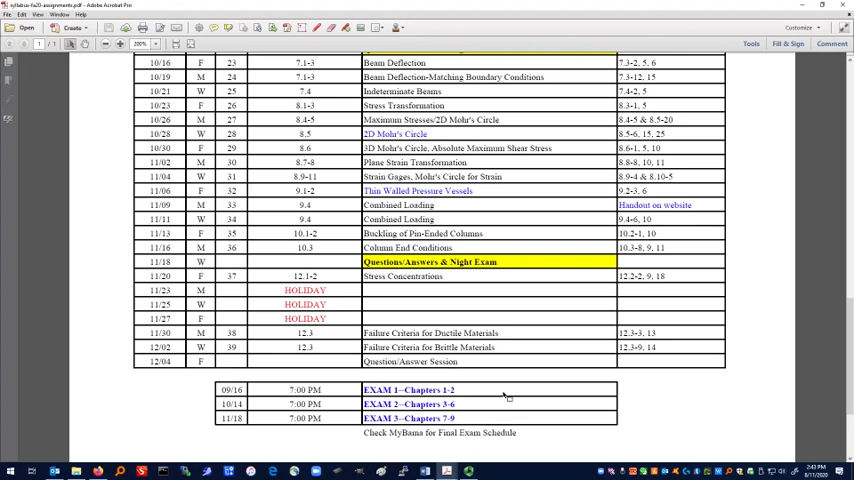 syllabus-fa20-assignments.pdf - Adobe Acrobat Pro
File Edit View Window Help
Open Create Customize
1 / 1 200% Tools Fill & Sign Comment
10/16 F 23 7.1-3 Beam Deflection 7.3-2, 5, 6
10/19 M 24 7.1-3 Beam Deflection-Matching Boundary Conditions 7.3-12, 15
10/21 W 25 7.4 Indeterminate Beams 7.4-2, 5
10/23 F 26 8.1-3 Stress Transformation 8.3-1, 5
10/26 M 27 8.4-5 Maximum Stresses/2D Mohr's Circle 8.4-5 & 8.5-20
10/28 W 28 8.5 2D Mohr's Circle 8.5-6, 15, 25
10/30 F 29 8.6 3D Mohr's Circle, Absolute Maximum Shear Stress 8.6-1, 5, 10
11/02 M 30 8.7-8 Plane Strain Transformation 8.8-8, 10, 11
11/04 W 31 8.9-11 Strain Gages, Mohr's Circle for Strain 8.9-4 & 8.10-5
11/06 F 32 9.1-2 Thin Walled Pressure Vessels 9.2-3, 6
11/09 M 33 9.4 Combined Loading Handout on website
11/11 W 34 9.4 Combined Loading 9.4-6, 10
11/13 F 35 10.1-2 Buckling of Pin-Ended Columns 10.2-1, 10
11/16 M 36 10.3 Column End Conditions 10.3-8, 9, 11
11/18 W Questions/Answers & Night Exam
11/20 F 37 12.1-2 Stress Concentrations 12.2-2, 9, 18
11/23 M HOLIDAY
11/25 W HOLIDAY
11/27 F HOLIDAY
11/30 M 38 12.3 Failure Criteria for Ductile Materials 12.3-3, 13
12/02 W 39 12.3 Failure Criteria for Brittle Materials 12.3-9, 14
12/04 F Question/Answer Session
09/16 7:00 PM EXAM 1--Chapters 1-2
10/14 7:00 PM EXAM 2--Chapters 3-6
11/18 7:00 PM EXAM 3--Chapters 7-9
Check MyBama for Final Exam Schedule
2:43 PM
8/11/2020